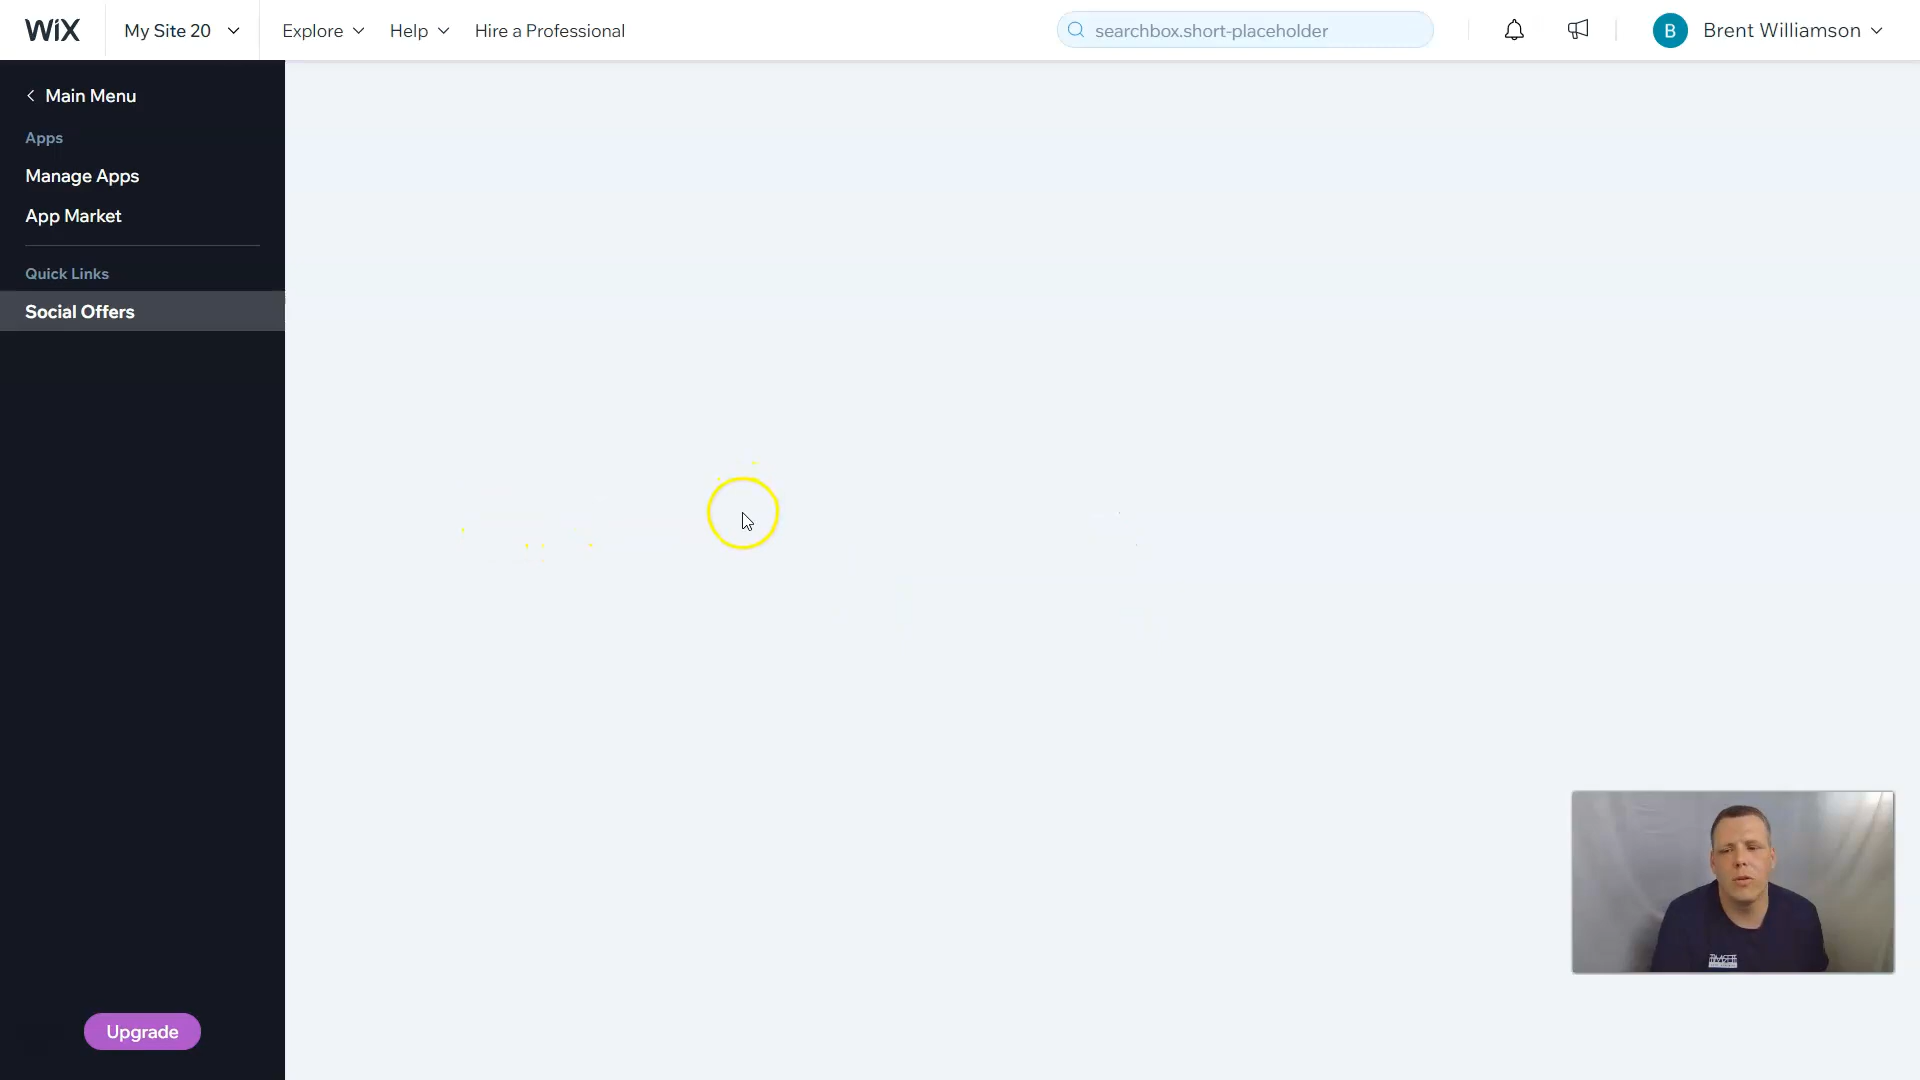 WiX
My Site 20
Explore
Help
Hire a Professional
searchbox.short-placeholder
B
Brent Williamson
Main Menu
Apps
Manage Apps
App Market
Quick Links
Social Offers
Upgrade